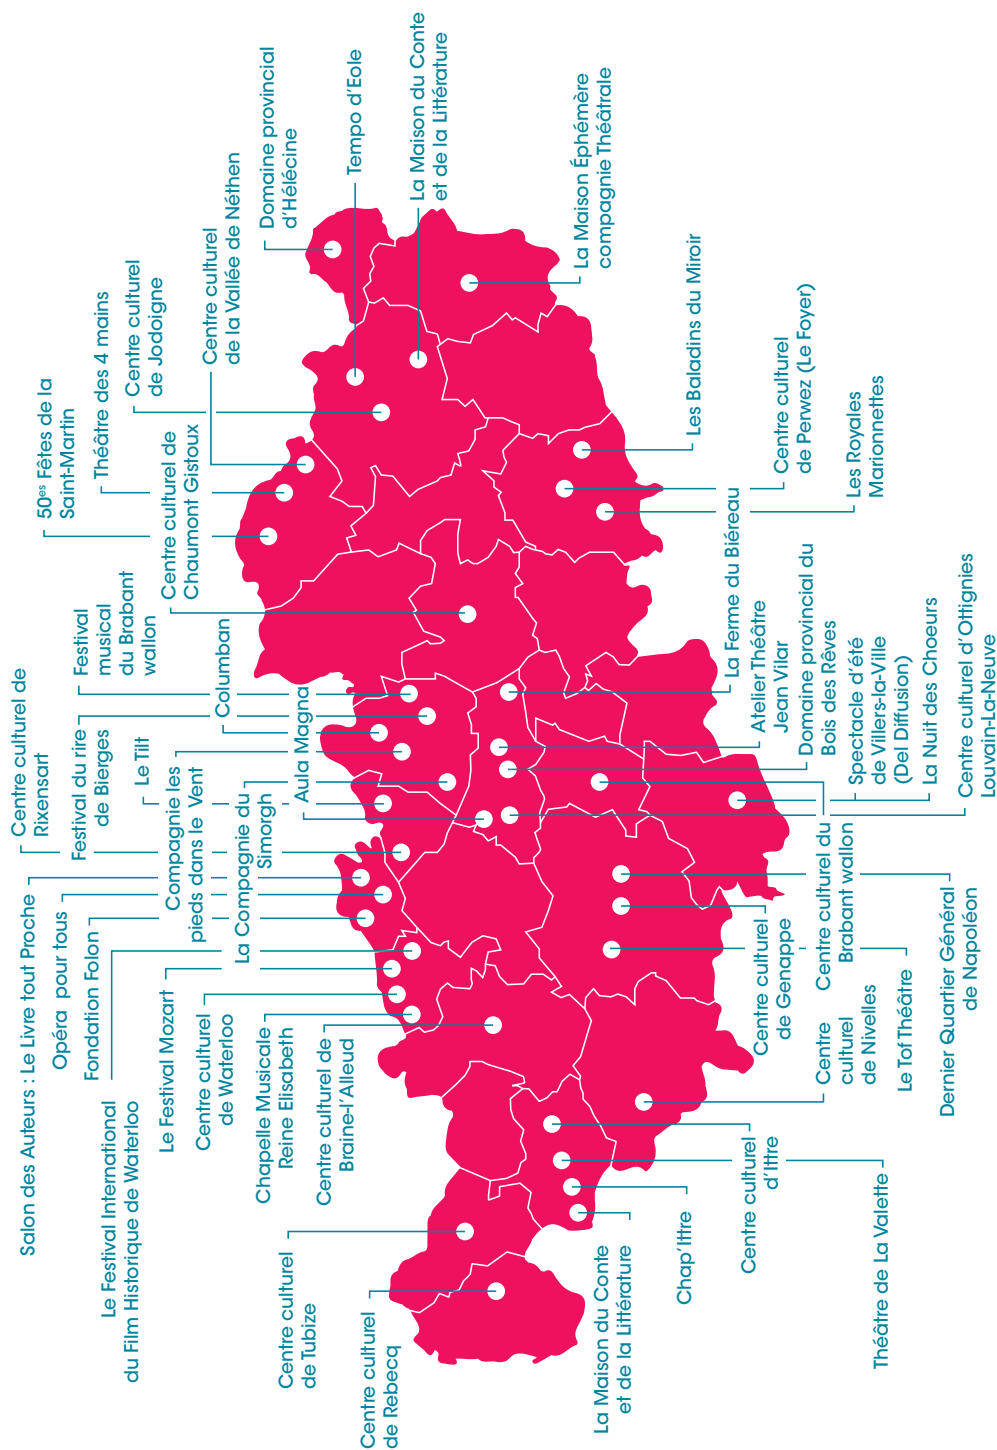 Salon des Auteurs : Le Livre tout Proche
Opéra pour tous
Fondation Folon
Le Festival International
du Film Historique de Waterloo
Le Festival Mozart
Centre culturel
de Waterloo
Chapelle Musicale
Reine Elisabeth
Centre culturel de
Braine-l'Alleud
Centre culturel
de Tubize
Centre culturel
de Rebecq
Centre culturel de
Rixensart
Festival du rire
de Bierges
Le Tilt
Compagnie les
pieds dans le Vent
La Compagnie du
Simorgh
Aula Magna
Columban
Festival
musical
du Brabant
wallon
Centre culturel de
Chaumont Gistoux
50es Fêtes de la
Saint-Martin
Théâtre des 4 mains
Centre culturel
de Jodoigne
Centre culturel
de la Vallée de Néthen
Domaine provincial
d'Hélécine
Tempo d'Eole
La Maison du Conte
et de la Littérature
La Maison Éphémère
compagnie Théâtrale
Les Baladins du Miroir
Centre culturel
de Perwez (Le Foyer)
Les Royales
Marionnettes
La Ferme du Biéreau
Atelier Théâtre
Jean Vilar
Domaine provincial du
Bois des Rêves
Spectacle d'été
de Villers-la-Ville
(Del Diffusion)
La Nuit des Choeurs
Centre culturel d'Ottignies
Louvain-La-Neuve
Centre culturel du
Brabant wallon
Centre culturel
de Genappe
Dernier Quartier Général
de Napoléon
Le Tof Théâtre
Centre
culturel
de Nivelles
Centre culturel
d'Ittre
Théâtre de La Valette
Chap'Ittre
La Maison du Conte
et de la Littérature